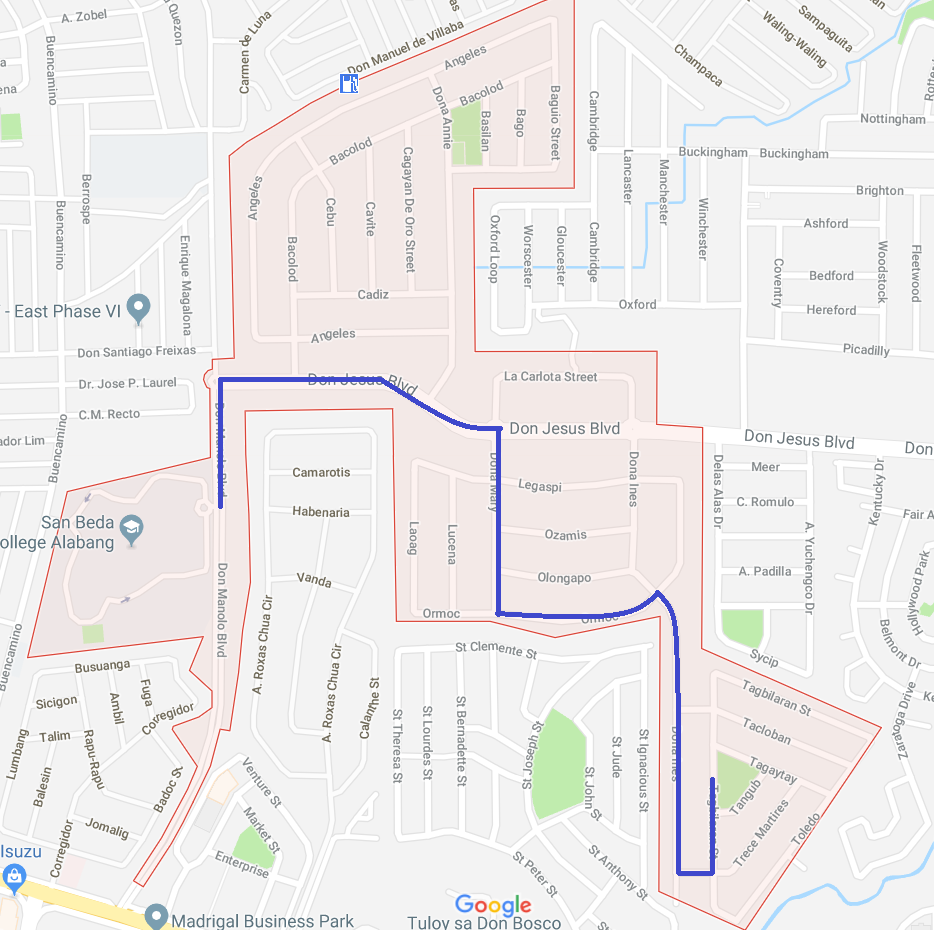 A. Zobel
Quezon
Carmen de Luna
Don Manuel de Villaba
Sampaguita
Waling-Waling
Champaca
Buencamino
Angeles
Bacolod
Dona Annie
Basilan
Bago
Baguio Street
Cambridge
Nottingham
Bacolod
Buckingham
Buckingham
Lancaster
Manchester
Cagayan De Oro Street
Berrospe
Angeles
Cebu
Cavite
Brighton
Winchester
Buencamino
Oxford Loop
Worscester
Gloucester
Cambridge
Ashford
Woodstock
Fleetwood
Enrique Magalona
Bacolod
Coventry
Bedford
Cadiz
Oxford
Hereford
- East Phase VI
Angeles
Picadilly
Don Santiago Freixas
Dr. Jose P. Laurel
Don Jesus Blvd
La Carlota Street
C.M. Recto
Don Manolo Blvd
Don Jesus Blvd
Don Jesus Blvd
Don
ador Lim
Buencamino
Camarotis
Dona Mary
Legaspi
Dona Ines
Delas Alas Dr
Meer
Kentucky Dr
C. Romulo
San Beda
ollege Alabang
Habenaria
Laoag
Lucena
Ozamis
A. Yuchengco Dr
Fair A
Vanda
Olongapo
A. Padilla
Don Manolo Blvd
A. Roxas Chua Cir
Ormoc
Ormoc
Hollywood Park
Buencamino
Belmont Dr
St Clemente St
Sycip
Busuanga
Sicigon
Ambil
Fuga
Corregidor
A. Roxas Chua Cir
Calanthe St
St Theresa St
St Lourdes St
St Bernadette St
St Joseph St
St Jude
St Ignacious St
Dona Ines
Tagbilaran St
Tacloban
Zaratoga Drive
Lumbang
Talim
Rapu-Rapu
Balesin
Badoc St
Venture St
St John St
Tagaytay
Tagbilaran St
Tangub
Trece Martires
Toledo
Jomalig
Market St
Corregidor
Enterprise
Isuzu
St Peter St
St Anthony St
Google
Madrigal Business Park
Tuloy sa Don Bosco